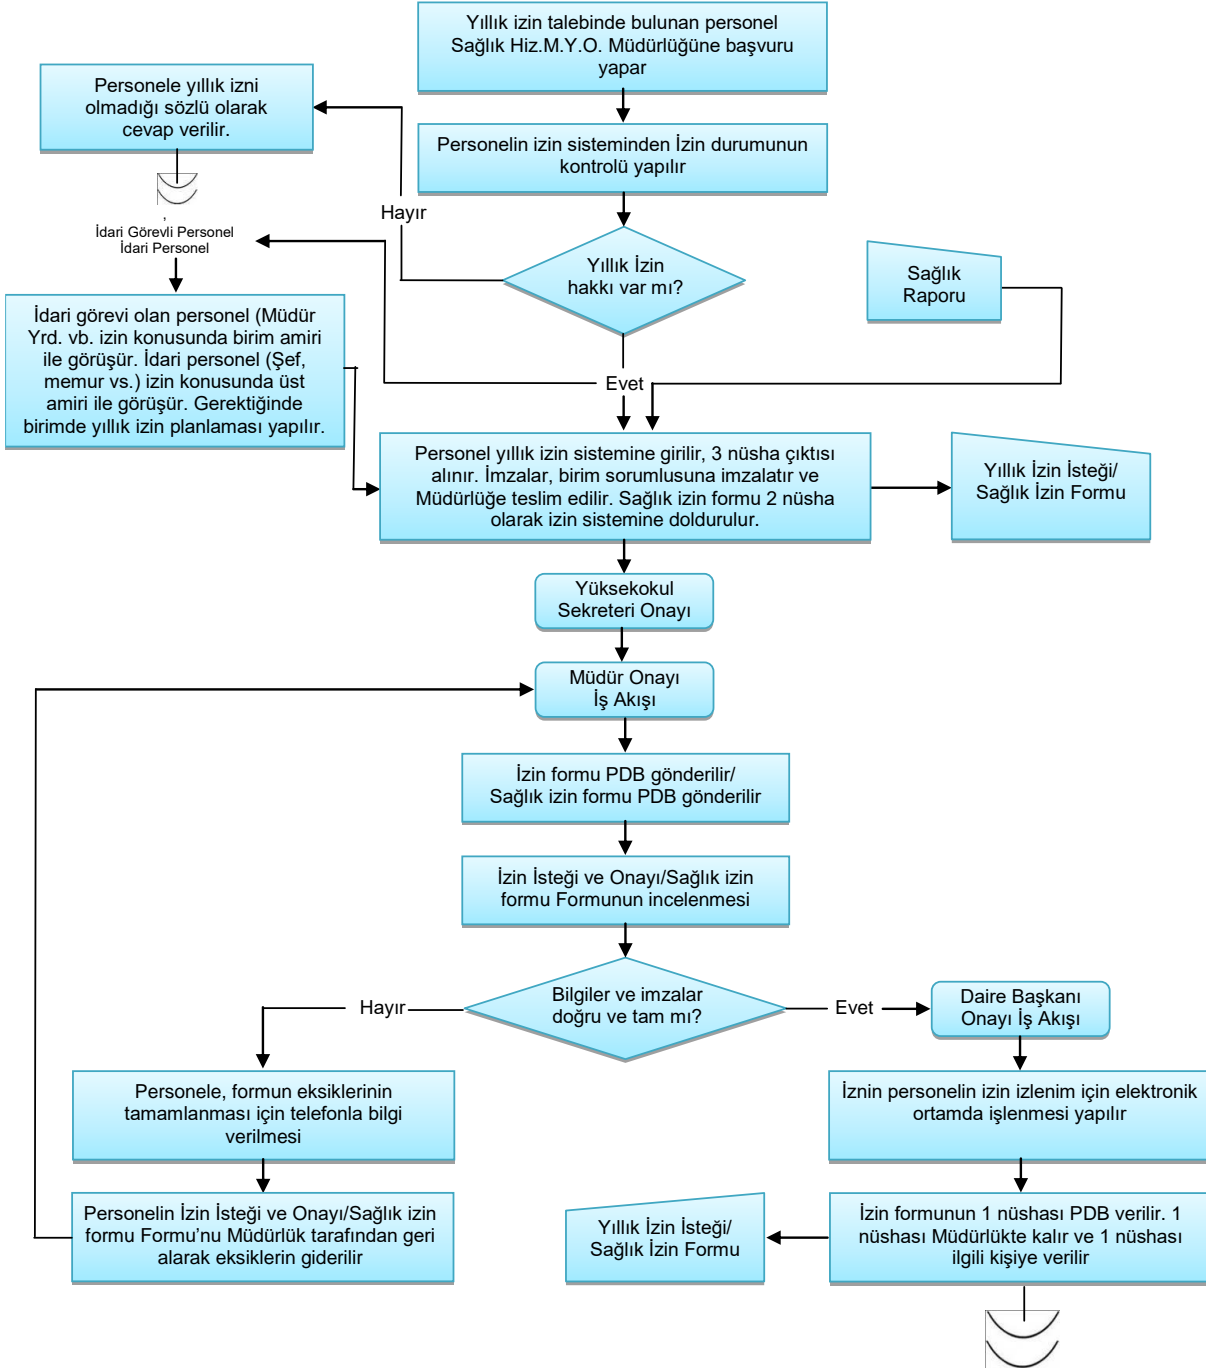 Yıllık izin talebinde bulunan personel
Sağlık Hiz.M.Y.O. Müdürlüğüne başvuru
yapar
Personele yıllık izni
olmadığı sözlü olarak
cevap verilir.
Personelin izin sisteminden İzin durumunun
kontrolü yapılır
Hayır
,
İdari Görevli Personel
İdari Personel
Yıllık İzin
hakkı var mı?
Sağlık
Raporu
İdari görevi olan personel (Müdür
Yrd. vb. izin konusunda birim amiri
ile görüşür. İdari personel (Şef,
memur vs.) izin konusunda üst
amiri ile görüşür. Gerektiğinde
birimde yıllık izin planlaması yapılır.
Evet
Personel yıllık izin sistemine girilir, 3 nüsha çıktısı
alınır. İmzalar, birim sorumlusuna imzalatır ve
Müdürlüğe teslim edilir. Sağlık izin formu 2 nüsha
olarak izin sistemine doldurulur.
Yıllık İzin İsteği/
Sağlık İzin Formu
Yüksekokul
Sekreteri Onayı
Müdür Onayı
İş Akışı
İzin formu PDB gönderilir/
Sağlık izin formu PDB gönderilir
İzin İsteği ve Onayı/Sağlık izin
formu Formunun incelenmesi
Bilgiler ve imzalar
doğru ve tam mı?
Hayır
Evet
Daire Başkanı
Onayı İş Akışı
Personele, formun eksiklerinin
tamamlanması için telefonla bilgi
verilmesi
İznin personelin izin izlenim için elektronik
ortamda işlenmesi yapılır
Personelin İzin İsteği ve Onayı/Sağlık izin
formu Formu’nu Müdürlük tarafından geri
alarak eksiklerin giderilir
Yıllık İzin İsteği/
Sağlık İzin Formu
İzin formunun 1 nüshası PDB verilir. 1
nüshası Müdürlükte kalır ve 1 nüshası
ilgili kişiye verilir